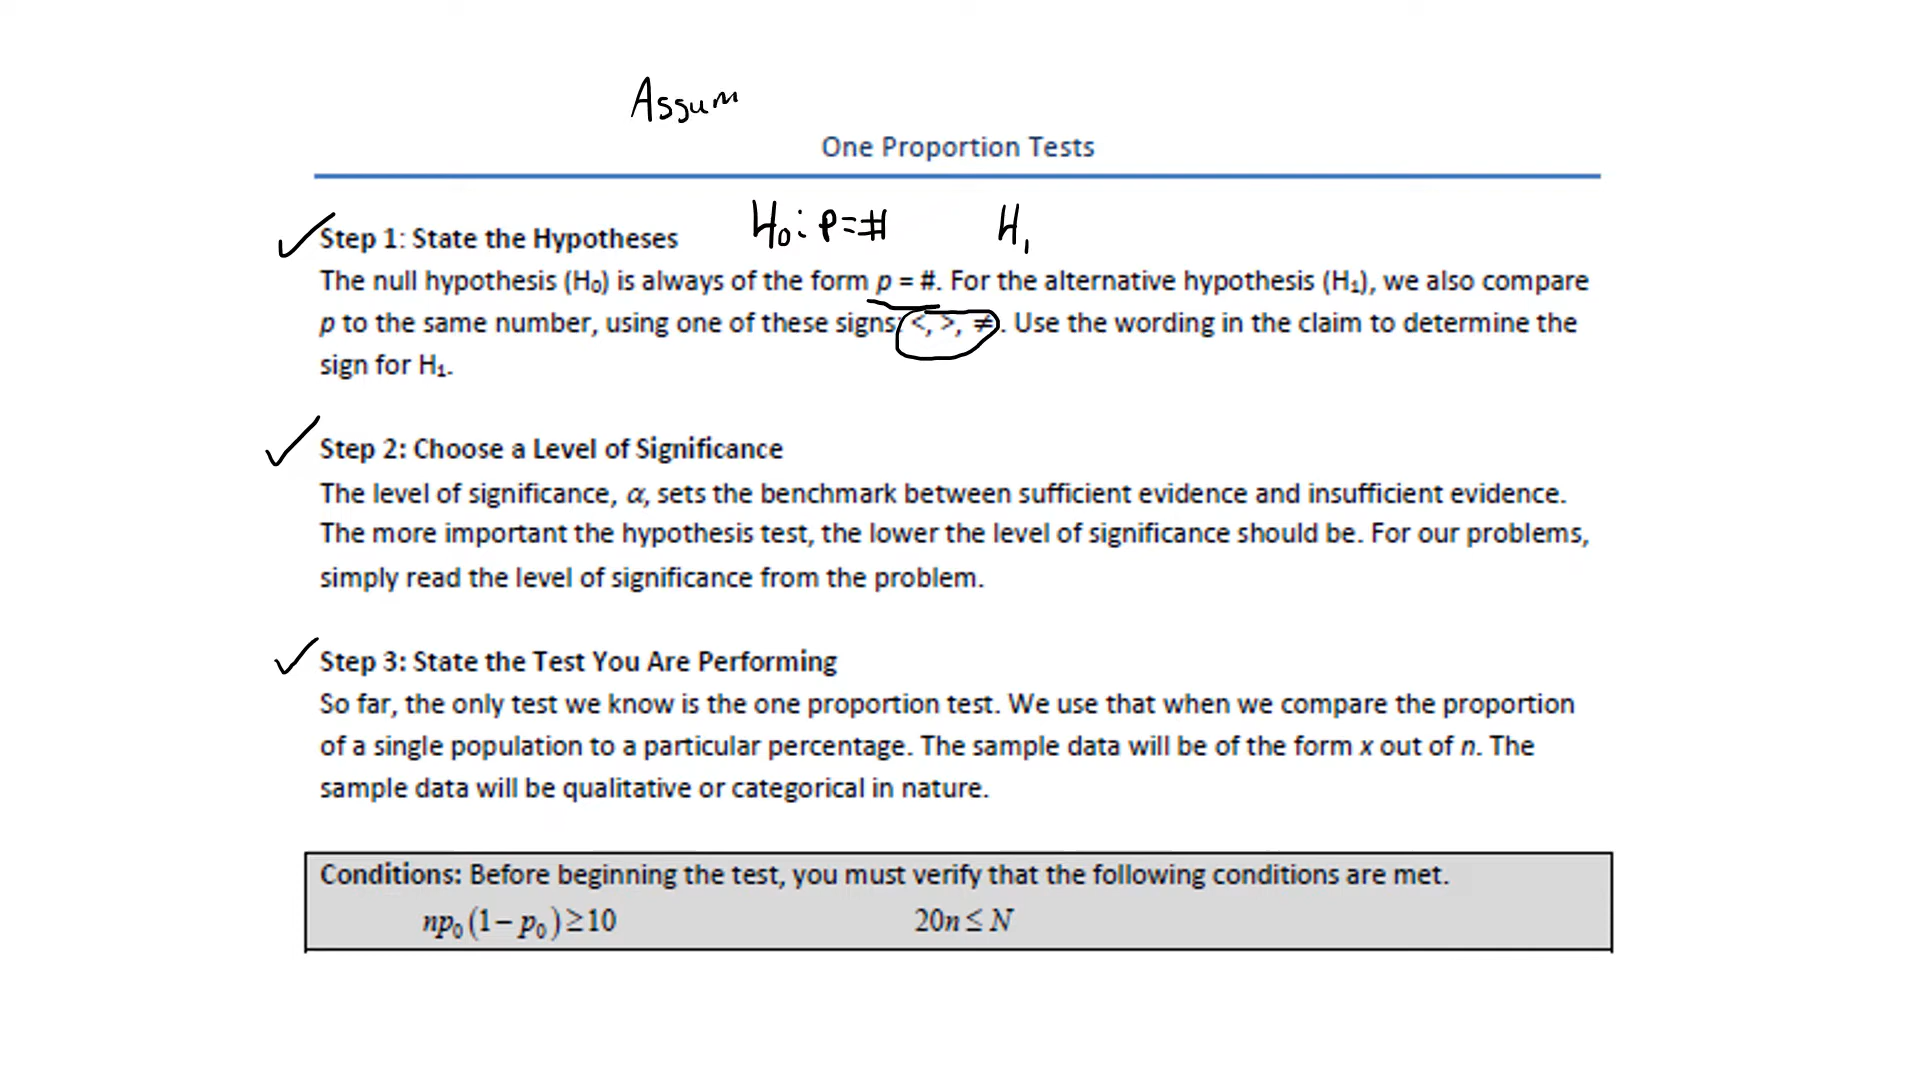 Assum
One Proportion Tests
H₀: p=#
H₁
Step 1: State the Hypotheses
The null hypothesis (H₀) is always of the form p = #. For the alternative hypothesis (H₁), we also compare
p to the same number, using one of these signs: <, >, ≠. Use the wording in the claim to determine the
sign for H₁.
Step 2: Choose a Level of Significance
The level of significance, α, sets the benchmark between sufficient evidence and insufficient evidence.
The more important the hypothesis test, the lower the level of significance should be. For our problems,
simply read the level of significance from the problem.
Step 3: State the Test You Are Performing
So far, the only test we know is the one proportion test. We use that when we compare the proportion
of a single population to a particular percentage. The sample data will be of the form x out of n. The
sample data will be qualitative or categorical in nature.
Conditions: Before beginning the test, you must verify that the following conditions are met.
np₀(1− p₀)≥10 20n ≤ N